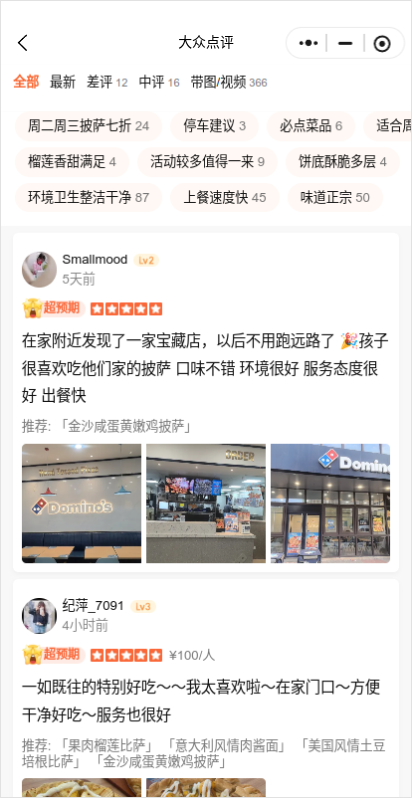 大众点评
全部 最新 差评 12 中评 16 带图/视频 366
周二周三披萨七折 24 停车建议 3 必点菜品 6 适合周
榴莲香甜满足 4 活动较多值得一来 9 饼底酥脆多层 4
环境卫生整洁干净 87 上餐速度快 45 味道正宗 50
Smallmood Lv2
5天前
超预期
在家附近发现了一家宝藏店，以后不用跑远路了 🎉孩子
很喜欢吃他们家的披萨 口味不错 环境很好 服务态度很
好 出餐快
推荐: 「金沙咸蛋黄嫩鸡披萨」
Domino's
ORDER
Domino
纪萍_7091 Lv3
4小时前
超预期 ¥100/人
一如既往的特别好吃～～我太喜欢啦～在家门口～方便
干净好吃～服务也很好
推荐: 「果肉榴莲比萨」 「意大利风情肉酱面」 「美国风情土豆
培根比萨」 「金沙咸蛋黄嫩鸡披萨」